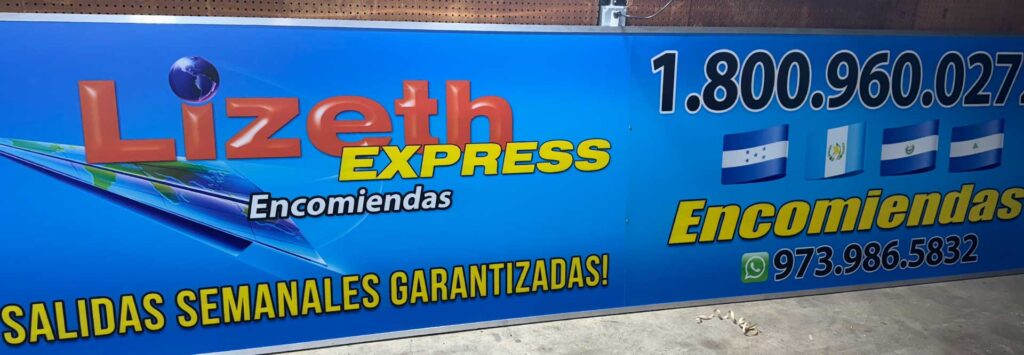 Lizeth
EXPRESS
Encomiendas
SALIDAS SEMANALES GARANTIZADAS!
1.800.960.027
Encomiendas
973.986.5832